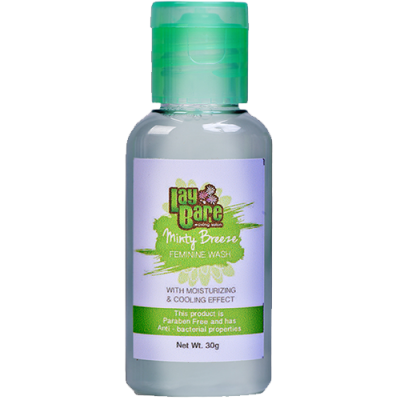 Lay
Bare
waxing salon
Minty Breeze
FEMININE WASH
WITH MOISTURIZING
& COOLING EFFECT
This product is
Paraben Free and has
Anti - bacterial properties
Net Wt. 30g